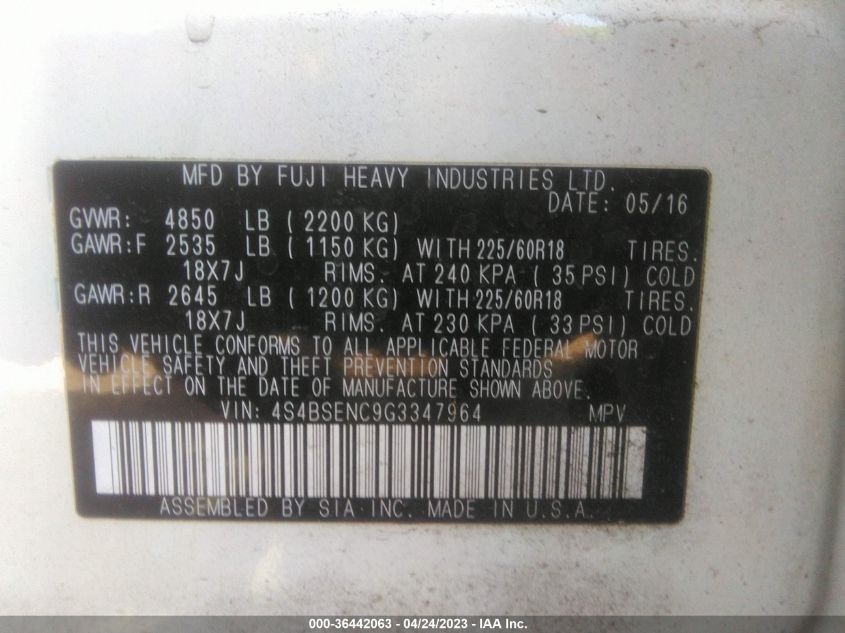 MFD BY FUJI HEAVY INDUSTRIES LTD.
DATE: 05/16
GVWR: 4850 LB ( 2200 KG)
GAWR:F 2535 LB ( 1150 KG) WITH 225/60R18 TIRES.
18X7J RIMS. AT 240 KPA ( 35 PSI) COLD
GAWR:R 2645 LB ( 1200 KG) WITH 225/60R18 TIRES.
18X7J RIMS. AT 230 KPA ( 33 PSI) COLD
THIS VEHICLE CONFORMS TO ALL APPLICABLE FEDERAL MOTOR
VEHICLE SAFETY AND THEFT PREVENTION STANDARDS
IN EFFECT ON THE DATE OF MANUFACTURE SHOWN ABOVE.
VIN: 4S4BSENC9G3347964 MPV
ASSEMBLED BY SIA INC. MADE IN U.S.A.
000-36442063 - 04/24/2023 - IAA Inc.